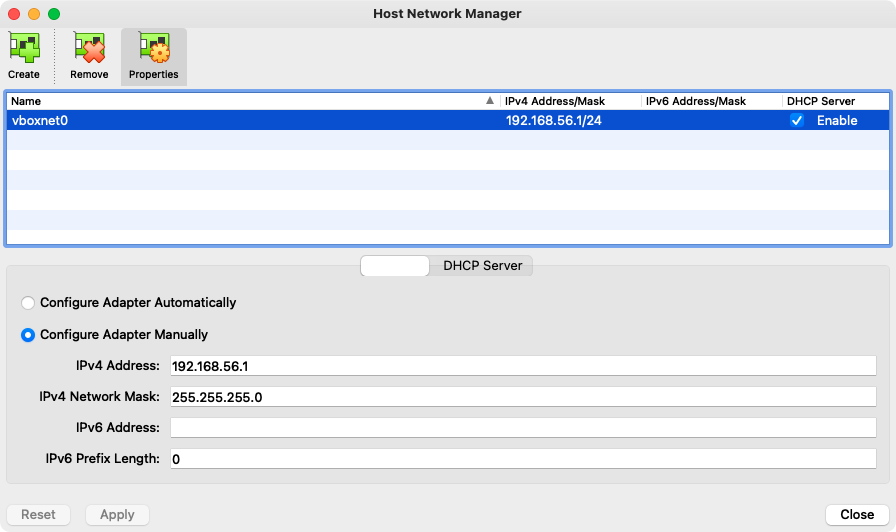 Host Network Manager
Create Remove Properties
Name IPv4 Address/Mask IPv6 Address/Mask DHCP Server
vboxnet0 192.168.56.1/24 Enable
DHCP Server
Configure Adapter Automatically
Configure Adapter Manually
IPv4 Address: 192.168.56.1
IPv4 Network Mask: 255.255.255.0
IPv6 Address:
IPv6 Prefix Length: 0
Reset Apply Close